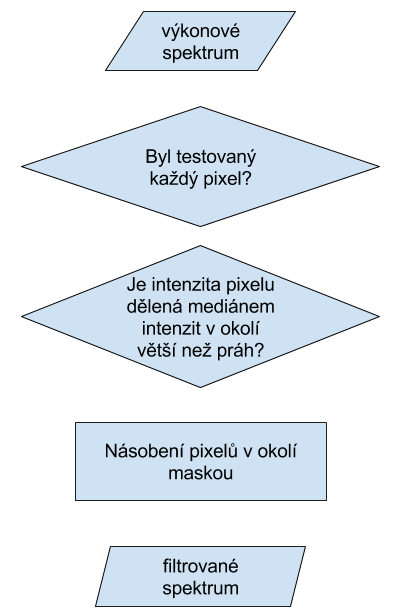 výkonové
spektrum
Byl testovaný
každý pixel?
Je intenzita pixelu
dělená mediánem
intenzit v okolí
větší než práh?
Násobení pixelů v okolí
maskou
filtrované
spektrum